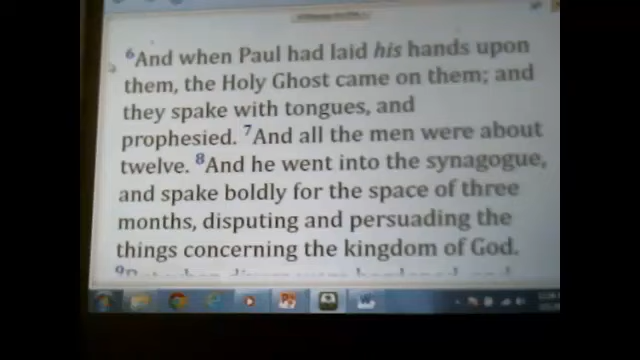 6And when Paul had laid his hands upon
them, the Holy Ghost came on them; and
they spake with tongues, and
prophesied. 7And all the men were about
twelve. 8And he went into the synagogue,
and spake boldly for the space of three
months, disputing and persuading the
things concerning the kingdom of God.
9